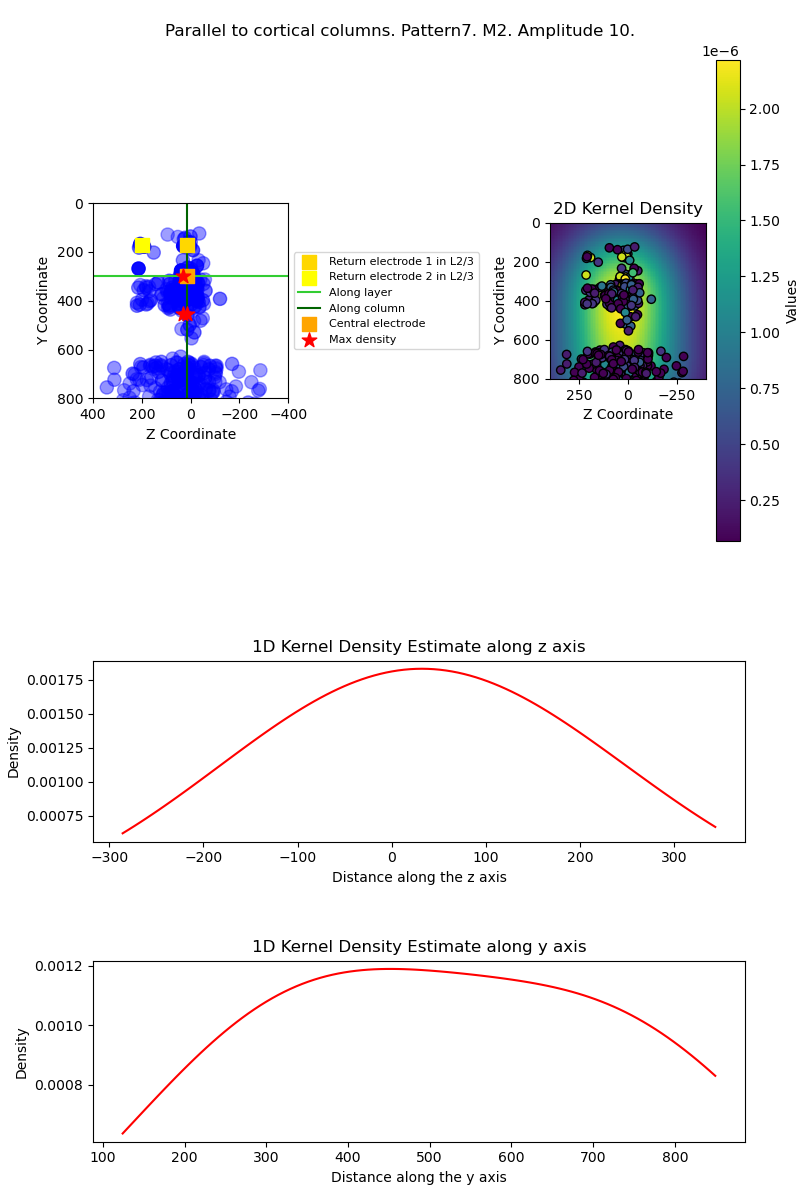 Parallel to cortical columns. Pattern7. M2. Amplitude 10.
0
200
400
600
800
400
200
0
−200
−400
Y Coordinate
Z Coordinate
Return electrode 1 in L2/3
Return electrode 2 in L2/3
Along layer
Along column
Central electrode
Max density
2D Kernel Density
0
200
400
600
800
250
0
−250
Y Coordinate
Z Coordinate
1e−6
2.00
1.75
1.50
1.25
1.00
0.75
0.50
0.25
Values
1D Kernel Density Estimate along z axis
0.00175
0.00150
0.00125
0.00100
0.00075
Density
−300
−200
−100
0
100
200
300
Distance along the z axis
1D Kernel Density Estimate along y axis
0.0012
0.0010
0.0008
Density
100
200
300
400
500
600
700
800
Distance along the y axis